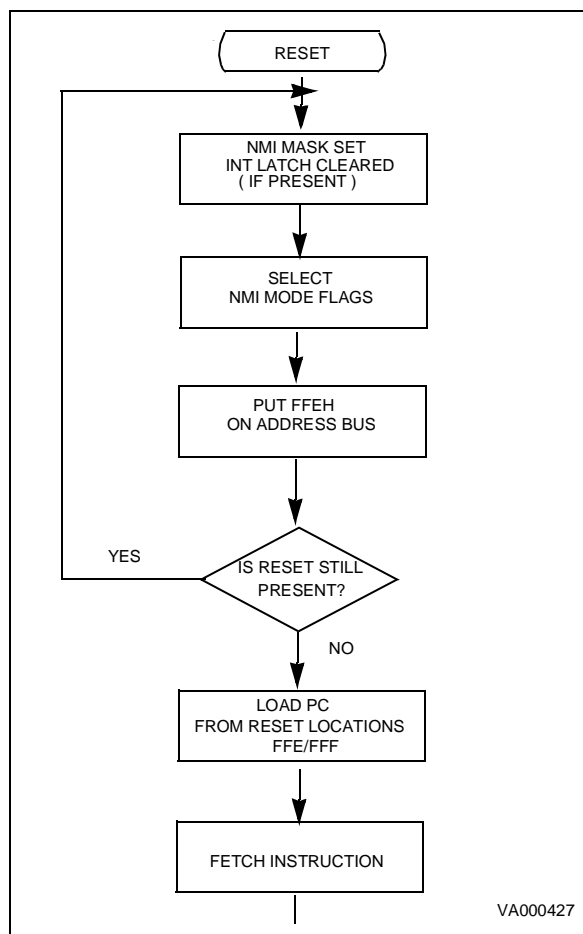 RESET
NMI MASK SET
INT LATCH CLEARED
( IF PRESENT )
SELECT
NMI MODE FLAGS
PUT FFEH
ON ADDRESS BUS
YES
IS RESET STILL
PRESENT?
NO
LOAD PC
FROM RESET LOCATIONS
FFE/FFF
FETCH INSTRUCTION
VA000427